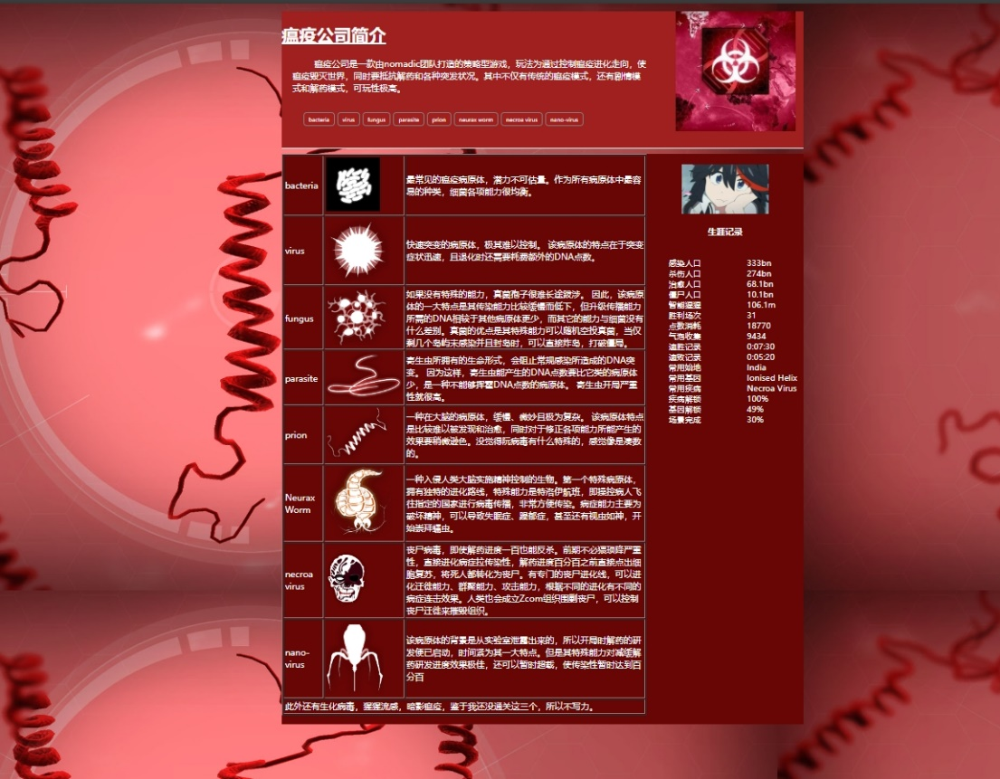 瘟疫公司简介
瘟疫公司是一款由nomadic团队打造的策略型游戏，玩法为通过控制瘟疫进化走向，使
瘟疫毁灭世界，同时要抵抗解药和各种突发状况。其中不仅有传统的瘟疫模式，还有剧情模
式和解药模式，可玩性极高。
bacteria virus fungus parasite prion neurax worm necroa virus nano-virus
bacteria
最常见的瘟疫病原体，潜力不可估量。作为所有病原体中最容
易的种类，细菌各项能力很均衡。
virus
快速突变的病原体，极其难以控制。 该病原体的特点在于突变
症状迅速，且退化时还需要耗费额外的DNA点数。
fungus
如果没有特殊的能力，真菌孢子很难长途跋涉。 因此，该病原
体的一大特点是其传染能力比较缓慢而低下，但升级传播能力
所需的DNA相较于其他病原体更少，而其它的能力与细菌没有
什么差别。真菌的优点是其特殊能力可以随机空投真菌，当仅
剩几个岛屿未感染并且封岛时，可以直接炸岛，打破僵局。
parasite
寄生虫所拥有的生命形式，会阻止常规感染所造成的DNA突
变。 因为这样，寄生虫能产生的DNA点数要比它类的病原体
少，是一种不能够挥霍DNA点数的病原体。 寄生虫开局严重
性就很高。
prion
一种在大脑的病原体，缓慢、微妙且极为复杂。 该病原体特点
是比较难以被发现和治愈，同时对于修正各项能力所能产生的
效果要稍微逊色。没觉得阮病毒有什么特殊的，感觉像是凑数
的。
Neurax
Worm
一种入侵人类大脑实施精神控制的生物。第一个特殊病原体，
拥有独特的进化路线，特殊能力是特洛伊航班，即操控病人飞
往指定的国家进行病毒传播，非常方便传染。病症能力主要为
破坏精神，可以导致失眠症、躁郁症，甚至还有视虫如神，开
始崇拜蠕虫。
necroa
virus
丧尸病毒，即使解药进度一百也能反杀。前期不必猥琐降严重
性，直接进化病症拉传染性，解药进度百分百之前直接点出细
胞复苏，将死人都转化为丧尸。有专门的丧尸进化线，可以进
化迁徙能力、群聚能力、攻击能力，根据不同的进化有不同的
病症连击效果。人类也会成立Zcom组织围剿丧尸，可以控制
丧尸迁徙来摧毁组织。
nano-
virus
该病原体的背景是从实验室泄露出来的，所以开局时解药的研
发便已启动，时间紧为其一大特点。但是其特殊能力对减缓解
药研发进度效果极佳，还可以暂时超载，使传染性暂时达到百
分百
此外还有生化病毒，猩猩流感，暗影瘟疫，鉴于我还没通关这三个，所以不写力。
生涯记录
感染人口 333bn
杀伤人口 274bn
治愈人口 68.1bn
僵尸人口 10.1bn
智能猩猩 106.1m
胜利场次 31
点数消耗 18770
气泡收集 9434
速胜记录 0:07:30
速败记录 0:05:20
常用始地 India
常用基因 Ionised Helix
常用疾病 Necroa Virus
疾病解锁 100%
基因解锁 49%
场景完成 30%